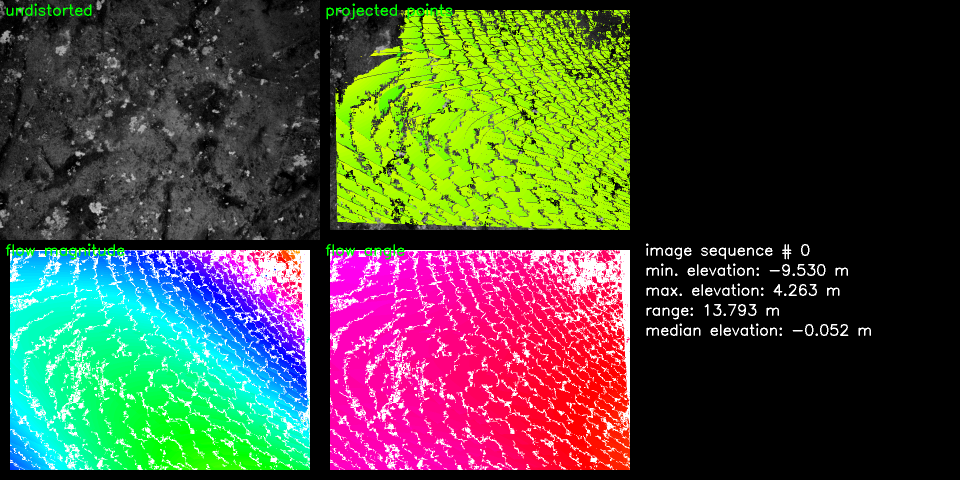 undistorted
projected points
flow magnitude
flow angle
image sequence # 0
min. elevation: -9.530 m
max. elevation: 4.263 m
range: 13.793 m
median elevation: -0.052 m